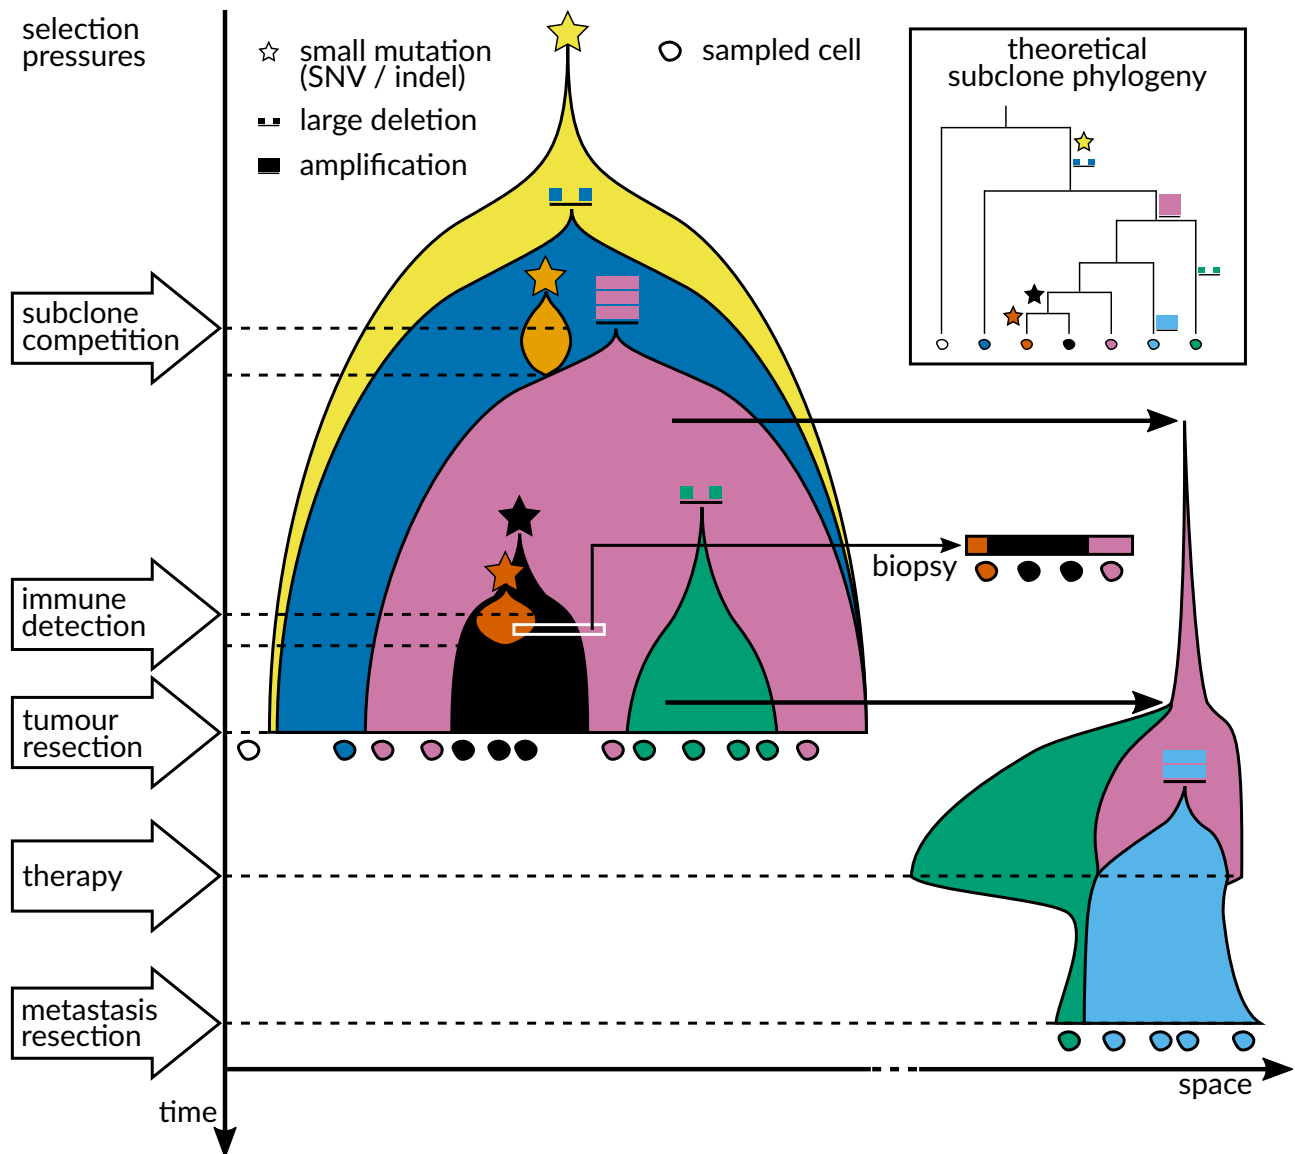 selection
pressures
small mutation
(SNV / indel)
large deletion
amplification
sampled cell
theoretical
subclone phylogeny
subclone
competition
immune
detection
biopsy
tumour
resection
therapy
metastasis
resection
space
time